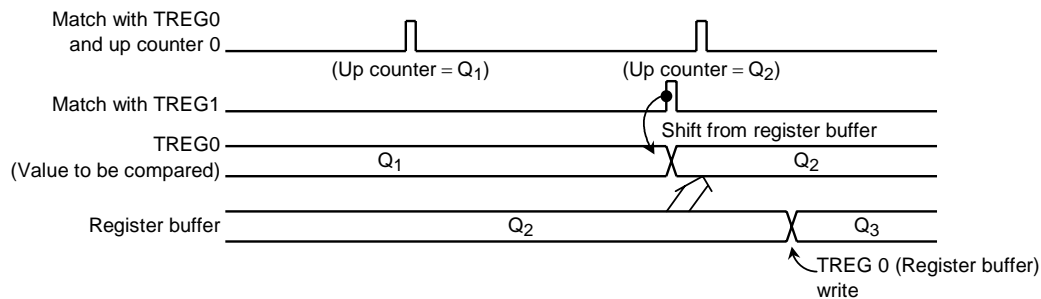 Match with TREG0
and up counter 0
(Up counter = Q1)
(Up counter = Q2)
Match with TREG1
Shift from register buffer
TREG0
(Value to be compared)
Q1
Q2
Register buffer
Q2
Q3
TREG 0 (Register buffer)
write